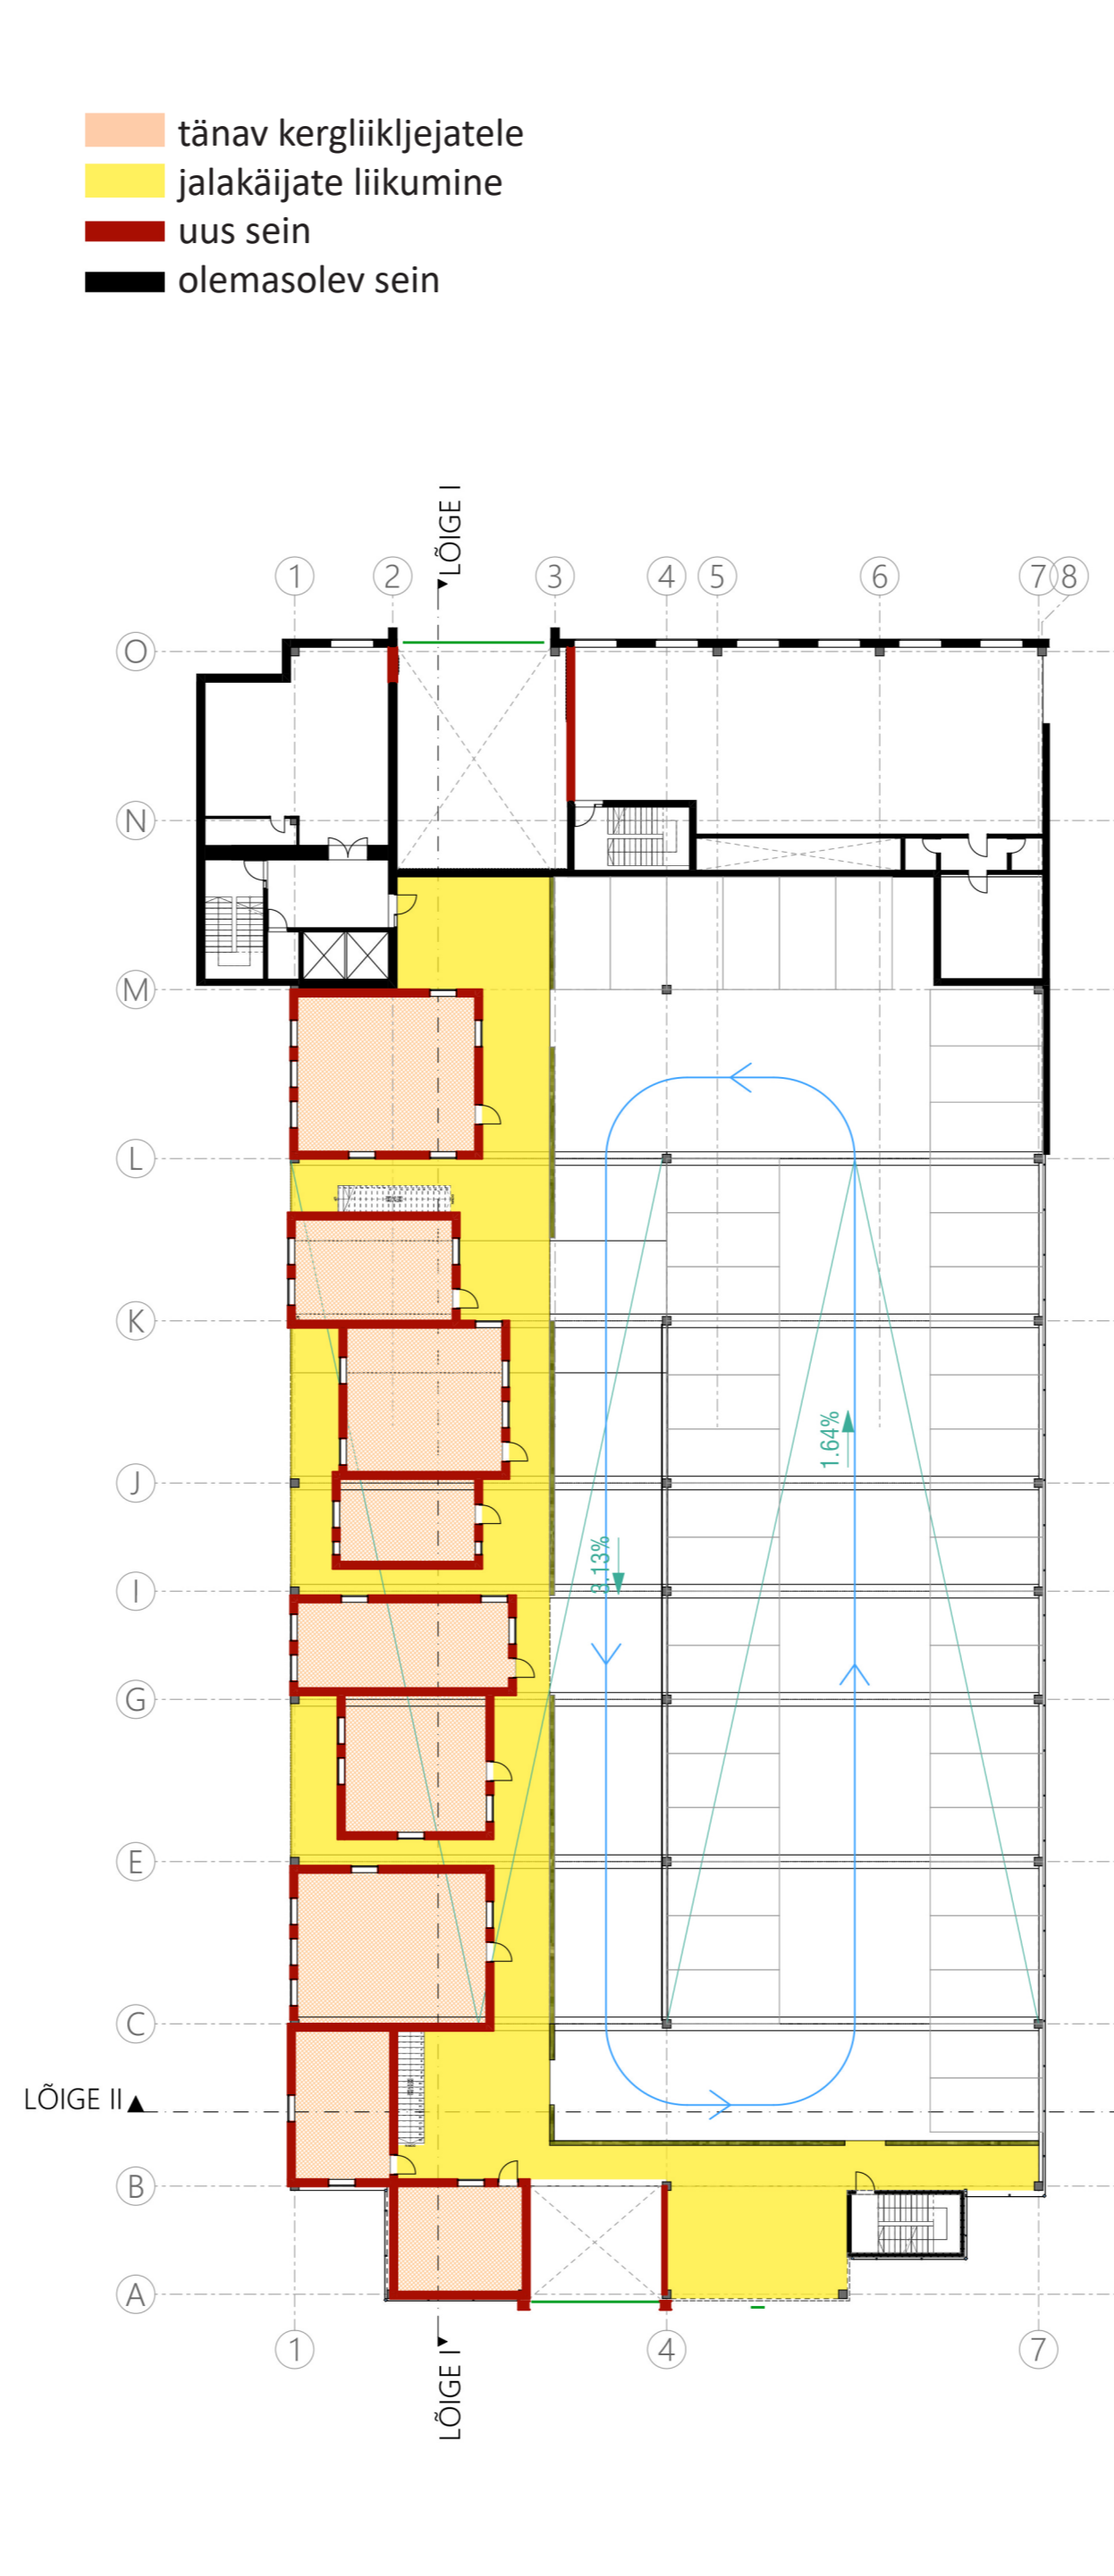 tänav kergliikljejatele
jalakäijate liikumine
uus sein
olemasolev sein
LÕIGE I
1 2 3 4 5 6 7 8
O
N
M
L
K
J
1.64%
3.13%
I
G
E
C
LÕIGE II
B
A
1 4 7
LÕIGE I